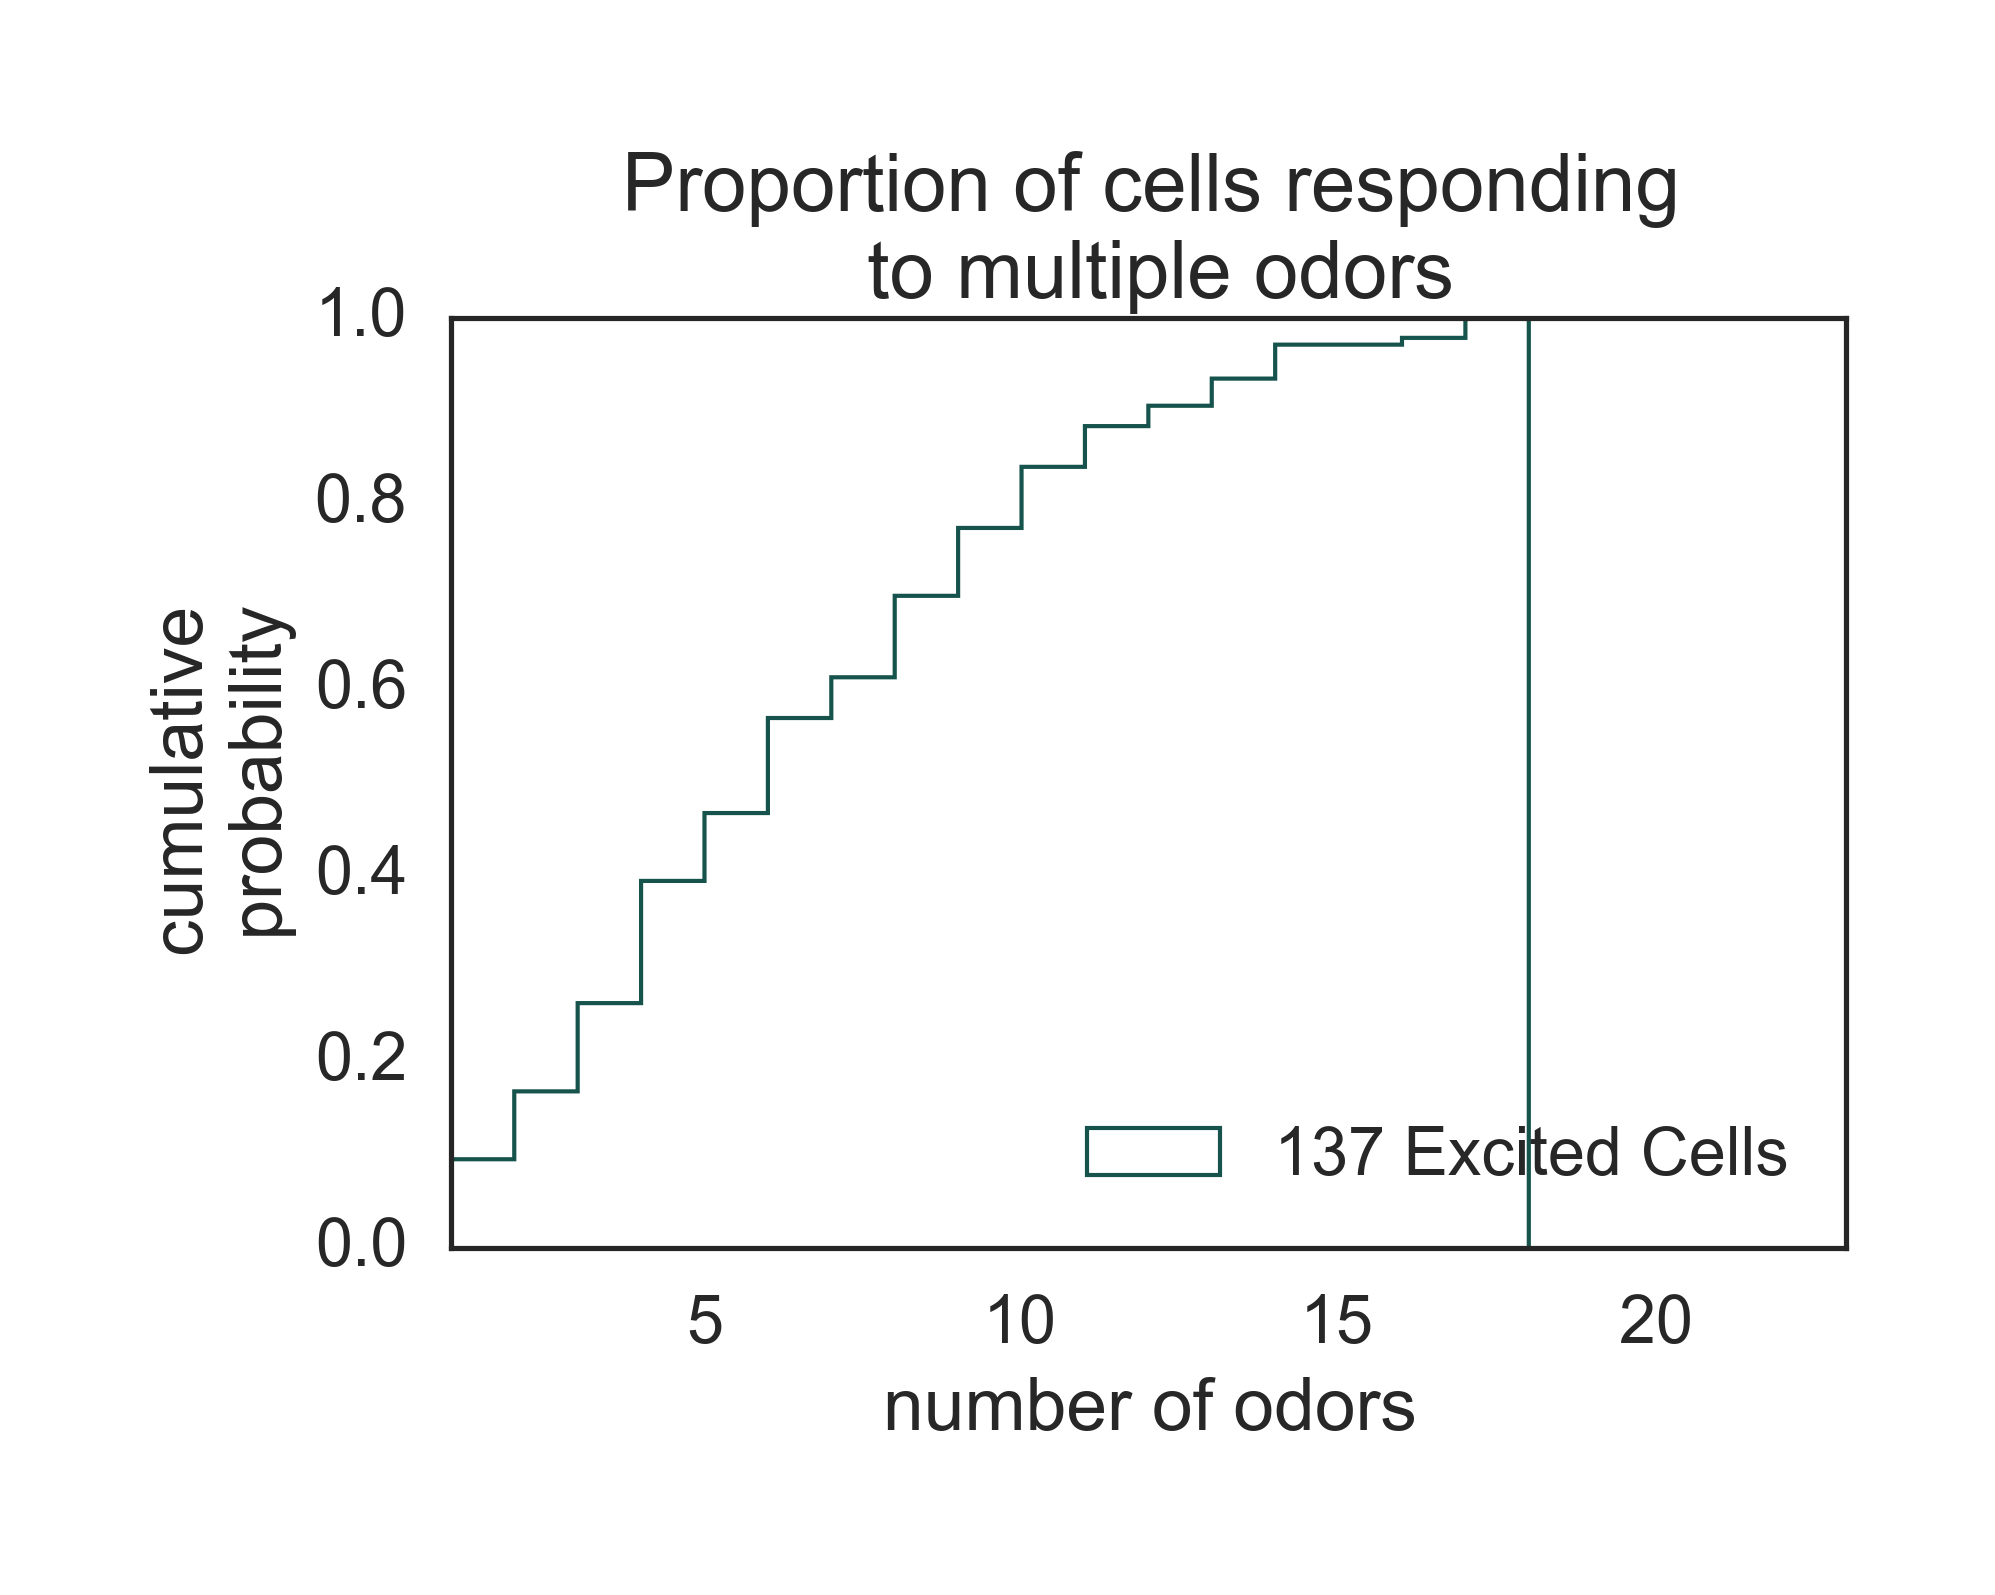 Proportion of cells responding
to multiple odors
1.0
0.8
0.6
0.4
0.2
0.0
cumulative
probability
137 Excited Cells
5 10 15 20
number of odors